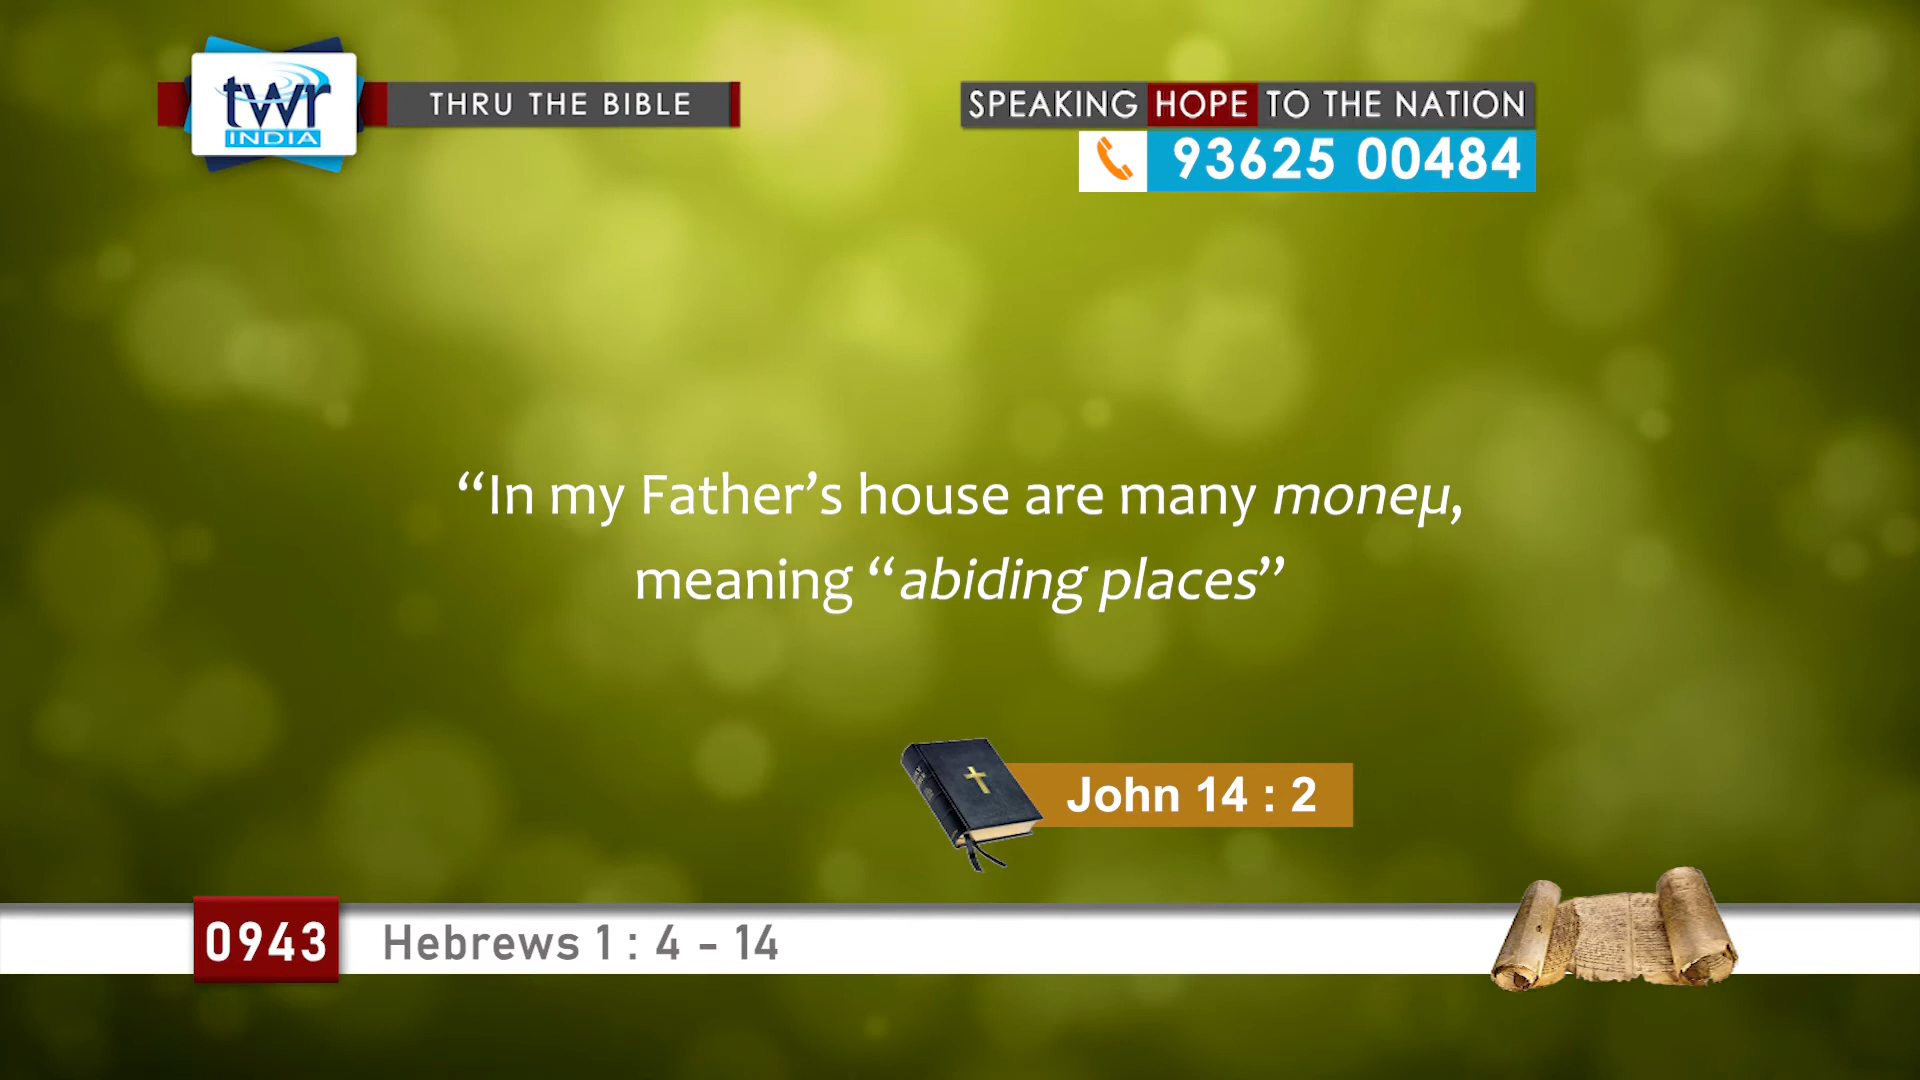 twr
INDIA
THRU THE BIBLE
SPEAKING HOPE TO THE NATION
93625 00484
“In my Father’s house are many moneµ,
meaning “abiding places”
John 14 : 2
0943
Hebrews 1 : 4 - 14